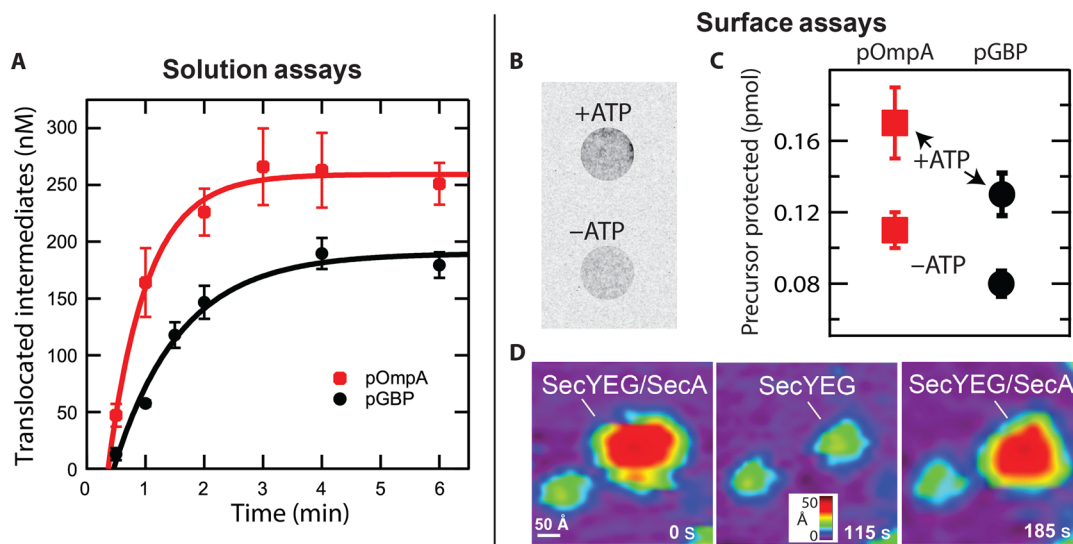 Surface assays
A
Solution assays
Translocated intermediates (nM)
300
250
200
150
100
50
0
0
1
2
3
4
5
6
Time (min)
pOmpA
pGBP
B
+ATP
−ATP
C
pOmpA
pGBP
Precursor protected (pmol)
0.16
0.12
0.08
+ATP
−ATP
D
SecYEG/SecA
50 Å
0 s
SecYEG
50
Å
0
115 s
SecYEG/SecA
185 s